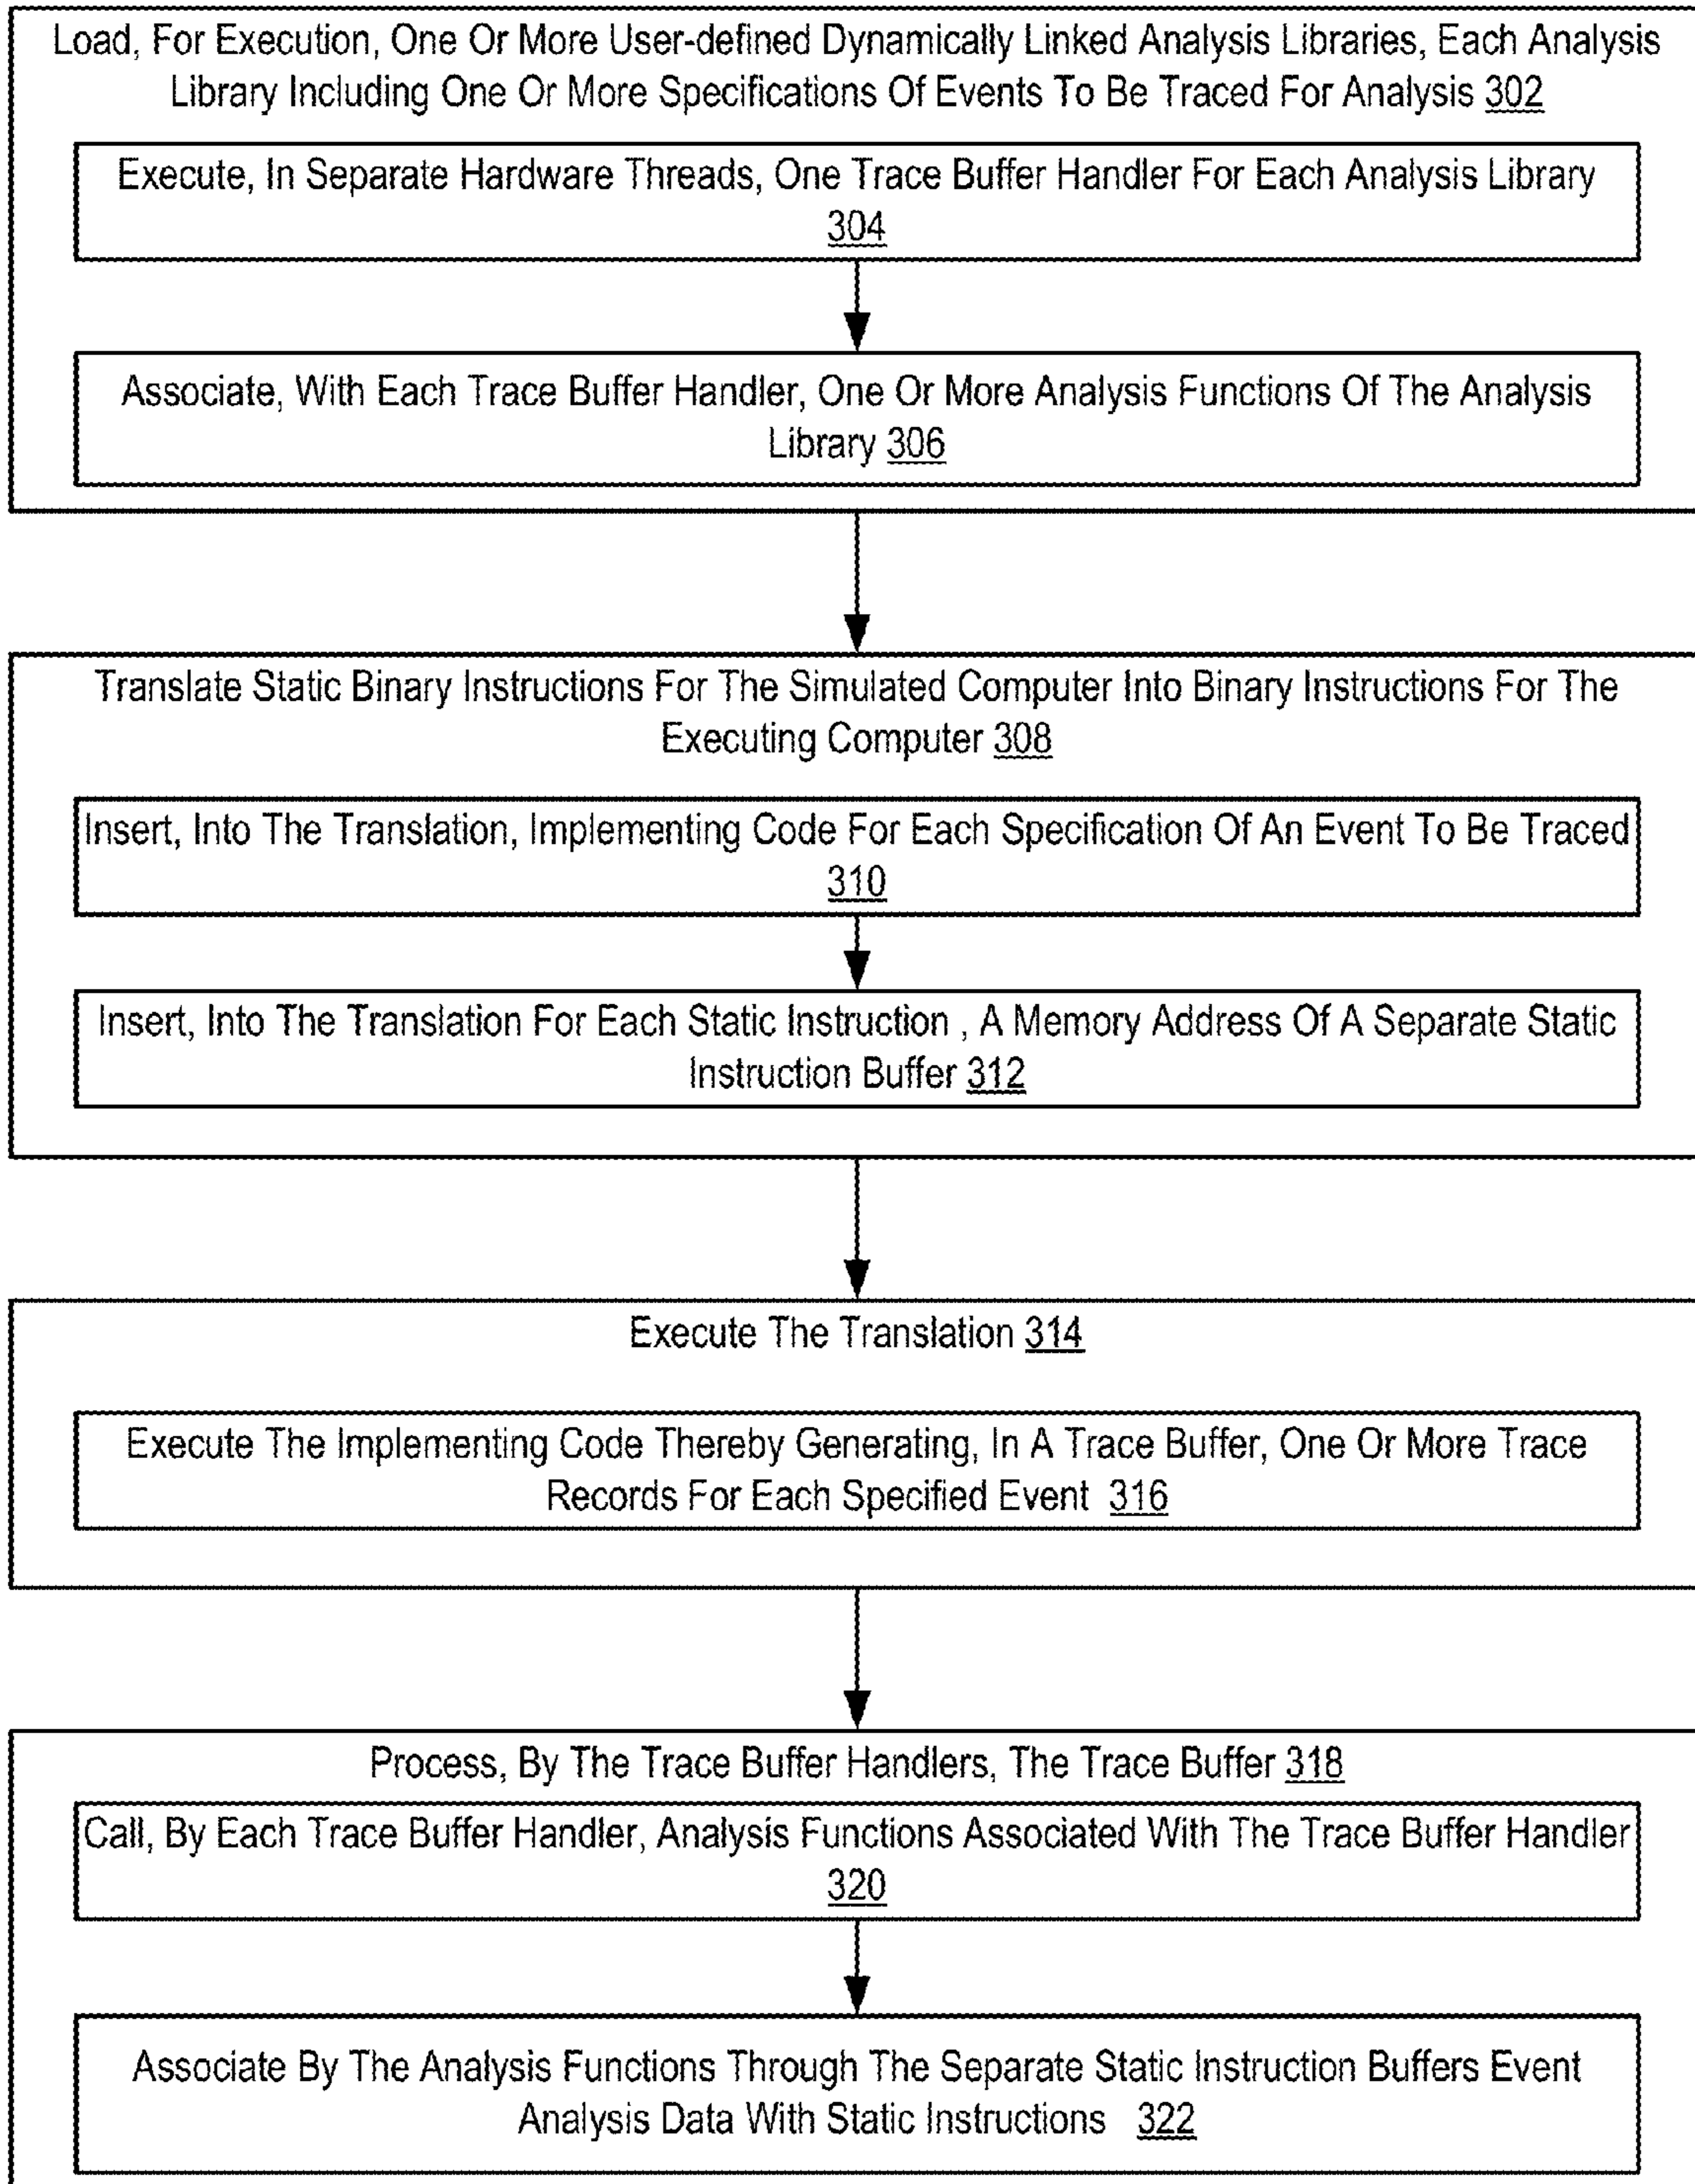 Load, For Execution, One Or More User-defined Dynamically Linked Analysis Libraries, Each Analysis
Library Including One Or More Specifications Of Events To Be Traced For Analysis 302
Execute, In Separate Hardware Threads, One Trace Buffer Handler For Each Analysis Library
304
Associate, With Each Trace Buffer Handler, One Or More Analysis Functions Of The Analysis
Library 306
Translate Static Binary Instructions For The Simulated Computer Into Binary Instructions For The
Executing Computer 308
Insert, Into The Translation, Implementing Code For Each Specification Of An Event To Be Traced
310
Insert, Into The Translation For Each Static Instruction , A Memory Address Of A Separate Static
Instruction Buffer 312
Execute The Translation 314
Execute The Implementing Code Thereby Generating, In A Trace Buffer, One Or More Trace
Records For Each Specified Event 316
Process, By The Trace Buffer Handlers, The Trace Buffer 318
Call, By Each Trace Buffer Handler, Analysis Functions Associated With The Trace Buffer Handler
320
Associate By The Analysis Functions Through The Separate Static Instruction Buffers Event
Analysis Data With Static Instructions 322